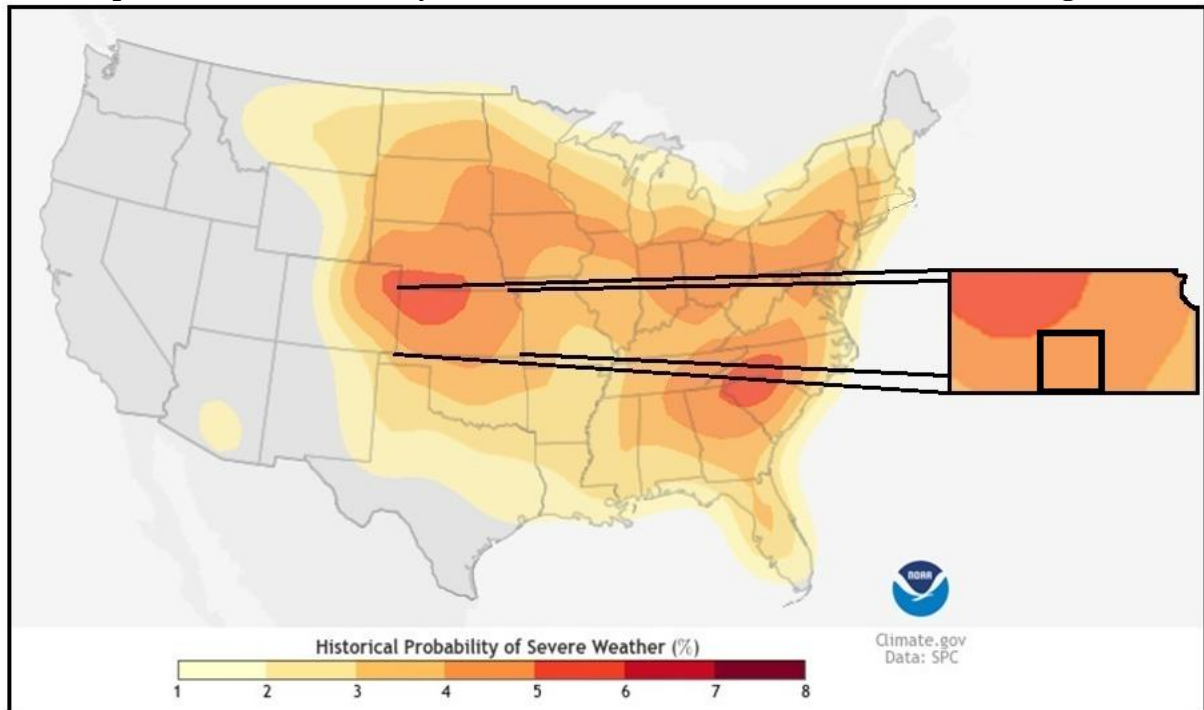 NOAA
Climate.gov
Data: SPC
Historical Probability of Severe Weather (%)
1 2 3 4 5 6 7 8